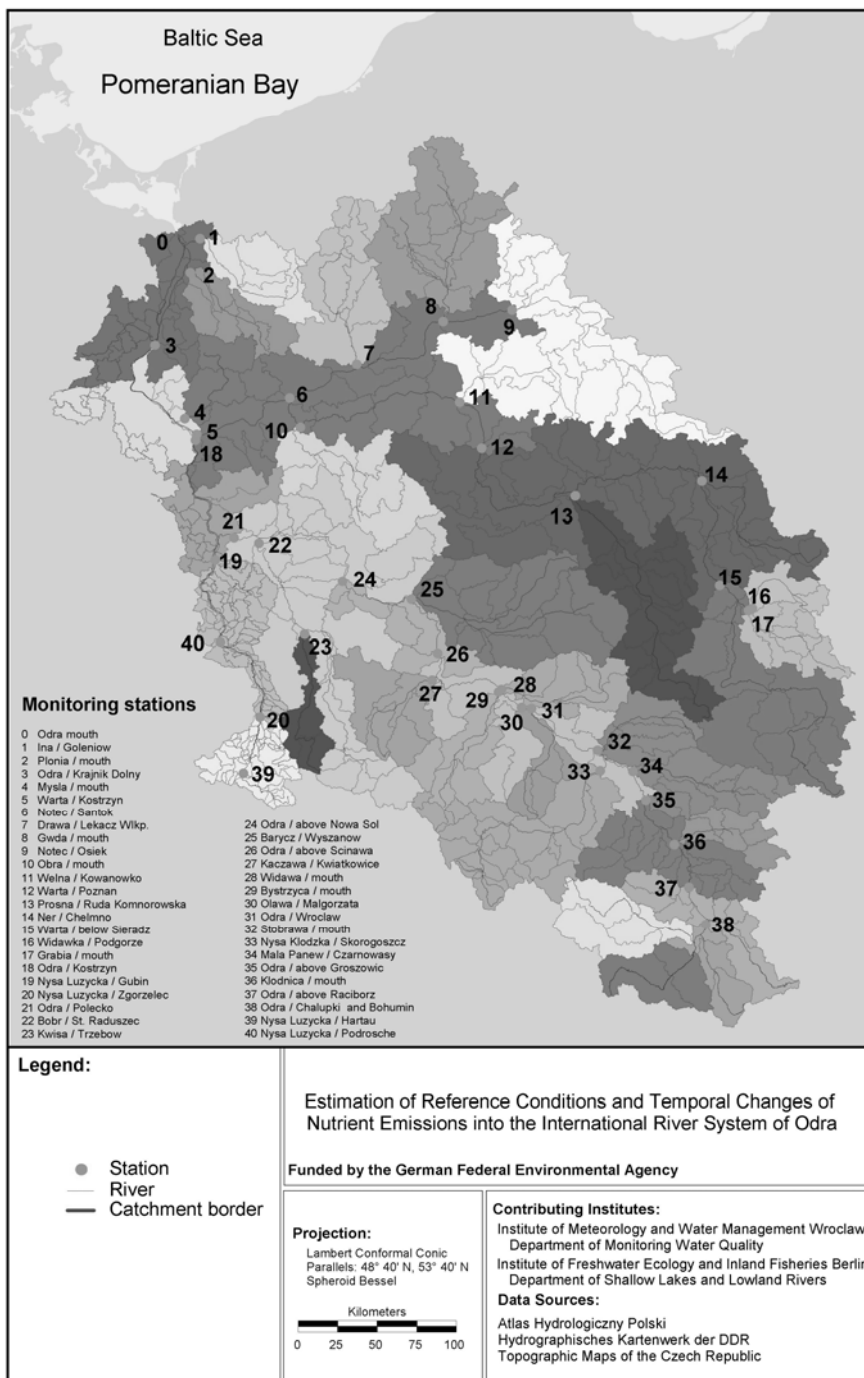 Baltic Sea
Pomeranian Bay
0
1
2
3
4
5
18
6
10
7
8
9
11
12
13
14
15
16
17
21
22
19
24
25
40
23
26
27
29
28
30
31
20
39
32
34
33
35
36
37
38
Monitoring stations
0 Odra mouth
1 Ina / Goleniow
2 Plonia / mouth
3 Odra / Krajnik Dolny
4 Mysla / mouth
5 Warta / Kostrzyn
6 Notec / Santok
7 Drawa / Lekacz Wlkp.
8 Gwda / mouth
9 Notec / Osiek
10 Obra / mouth
11 Welna / Kowanowko
12 Warta / Poznan
13 Prosna / Ruda Komnorowska
14 Ner / Chelmno
15 Warta / below Sieradz
16 Widawka / Podgorze
17 Grabia / mouth
18 Odra / Kostrzyn
19 Nysa Luzycka / Gubin
20 Nysa Luzycka / Zgorzelec
21 Odra / Polecko
22 Bobr / St. Raduszec
23 Kwisa / Trzebow
24 Odra / above Nowa Sol
25 Barycz / Wyszanow
26 Odra / above Scinawa
27 Kaczawa / Kwiatkowice
28 Widawa / mouth
29 Bystrzyca / mouth
30 Olawa / Malgorzata
31 Odra / Wroclaw
32 Stobrawa / mouth
33 Nysa Klodzka / Skorogoszcz
34 Mala Panew / Czarnowasy
35 Odra / above Groszowic
36 Klodnica / mouth
37 Odra / above Raciborz
38 Odra / Chalupki and Bohumin
39 Nysa Luzycka / Hartau
40 Nysa Luzycka / Podrosche
Legend:
Station
River
Catchment border
Estimation of Reference Conditions and Temporal Changes of
Nutrient Emissions into the International River System of Odra
Funded by the German Federal Environmental Agency
Projection:
Lambert Conformal Conic
Parallels: 48° 40' N, 53° 40' N
Spheroid Bessel
Kilometers
0 25 50 75 100
Contributing Institutes:
Institute of Meteorology and Water Management Wroclaw
Department of Monitoring Water Quality
Institute of Freshwater Ecology and Inland Fisheries Berlin
Department of Shallow Lakes and Lowland Rivers
Data Sources:
Atlas Hydrologiczny Polski
Hydrographisches Kartenwerk der DDR
Topographic Maps of the Czech Republic